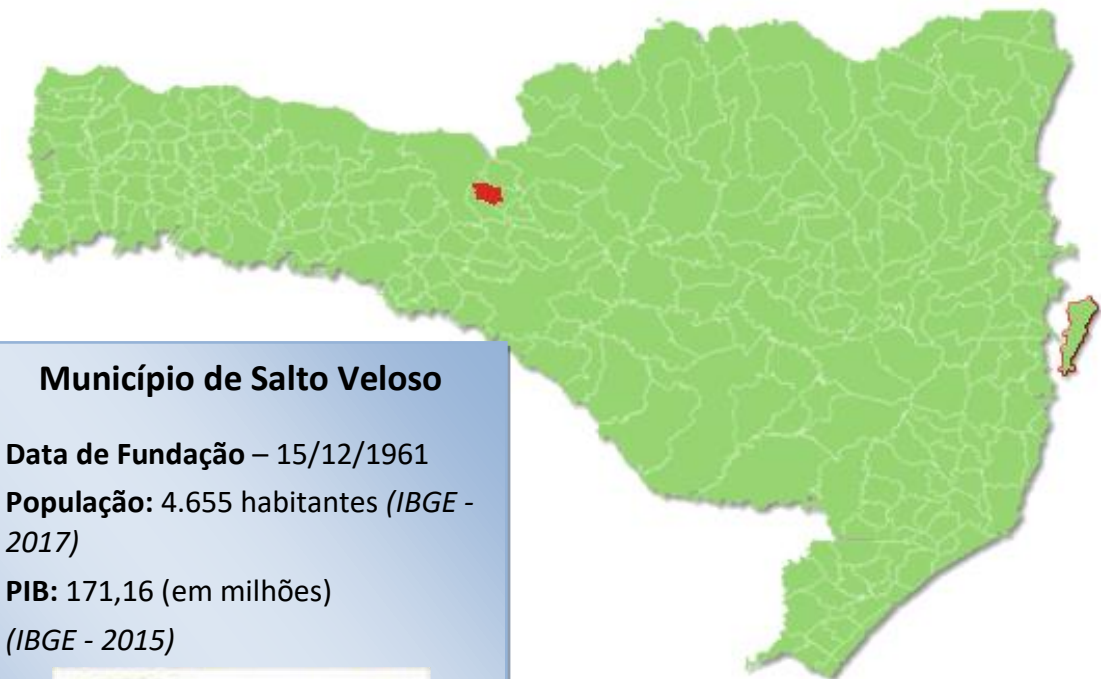 Município de Salto Veloso
Data de Fundação – 15/12/1961
População: 4.655 habitantes (IBGE -
2017)
PIB: 171,16 (em milhões)
(IBGE - 2015)